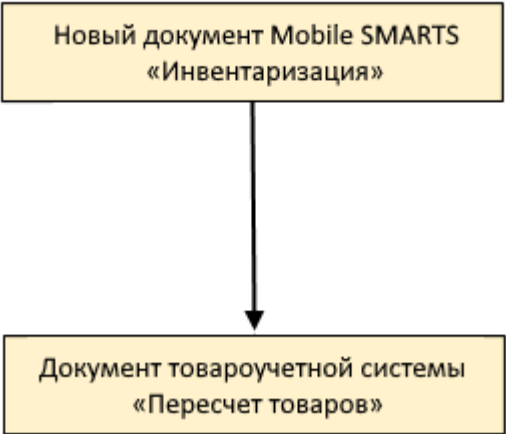 Новый документ Mobile SMARTS
«Инвентаризация»
Документ товароучетной системы
«Пересчет товаров»